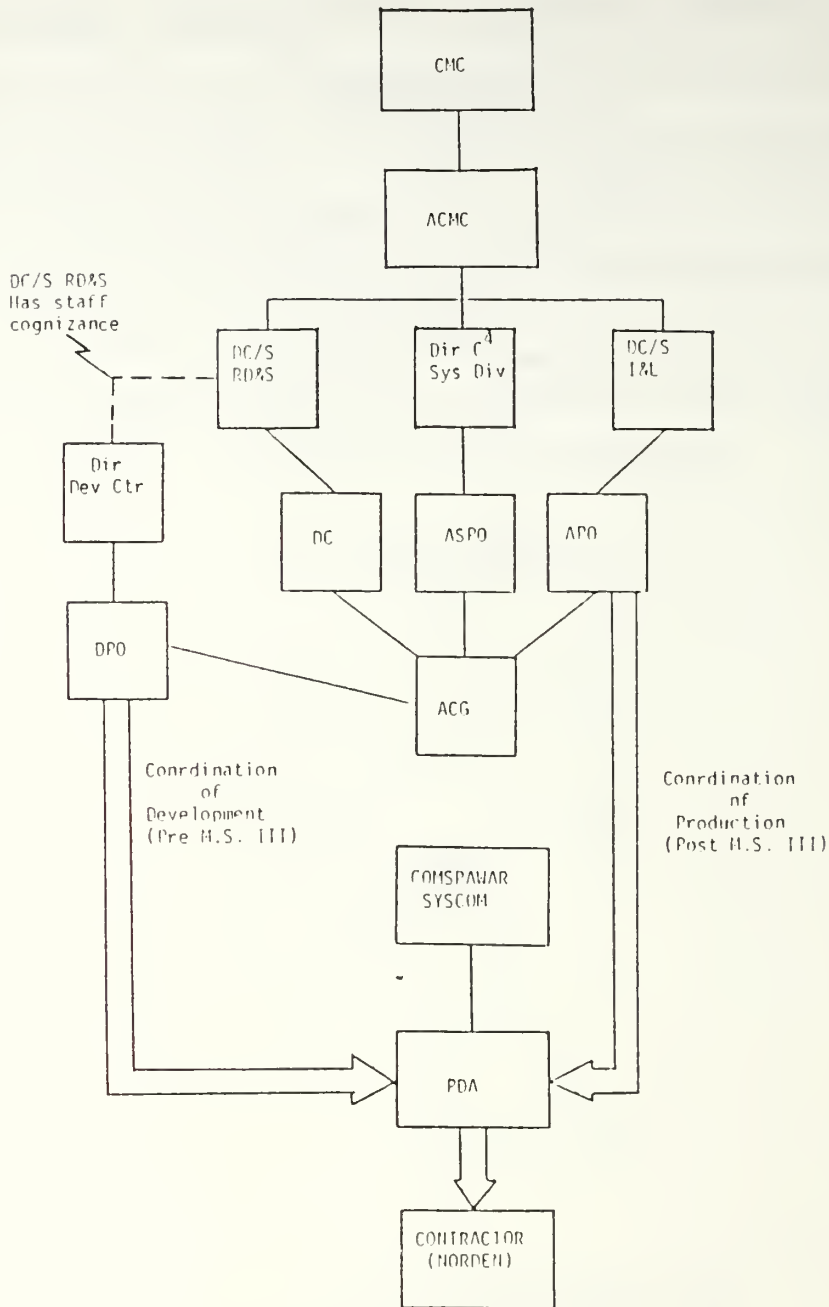 CMC
ACMC
DC/S RD&S
Has staff
cognizance
DC/S
RD&S
Dir C4
Sys Div
DC/S
I&L
Dir
Dev Ctr
DC
ASPO
APO
DPO
ACG
Coordination
of
Development
(Pre M.S. III)
Coordination
of
Production
(Post M.S. III)
COMSPAWAR
SYSCOM
PDA
CONTRACTOR
(NORDEN)